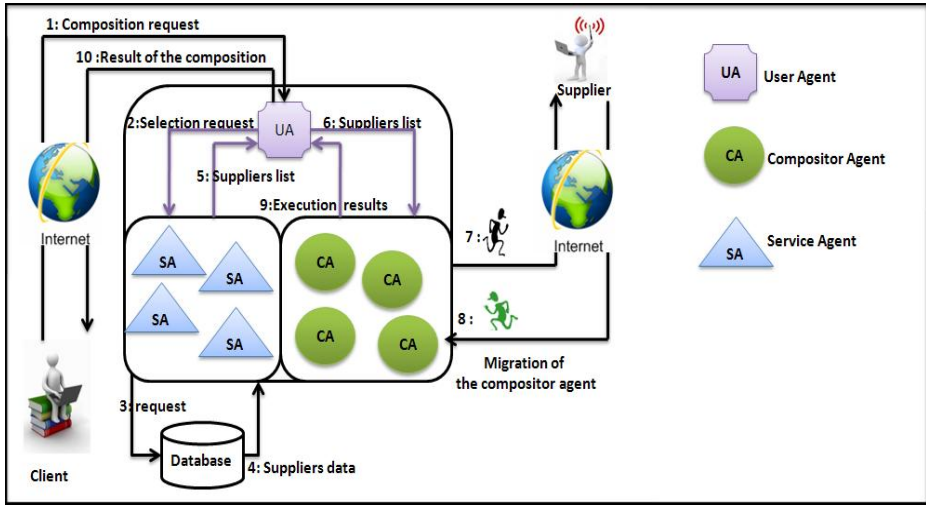 1: Composition request
10 :Result of the composition
Supplier
UA
User Agent
2:Selection request
UA
6: Suppliers list
CA
Compositor Agent
5: Suppliers list
9:Execution results
Internet
7 :
Internet
SA
Service Agent
SA
SA
SA
SA
CA
CA
CA
CA
8 :
Migration of
the compositor agent
3: request
Database
4: Suppliers data
Client